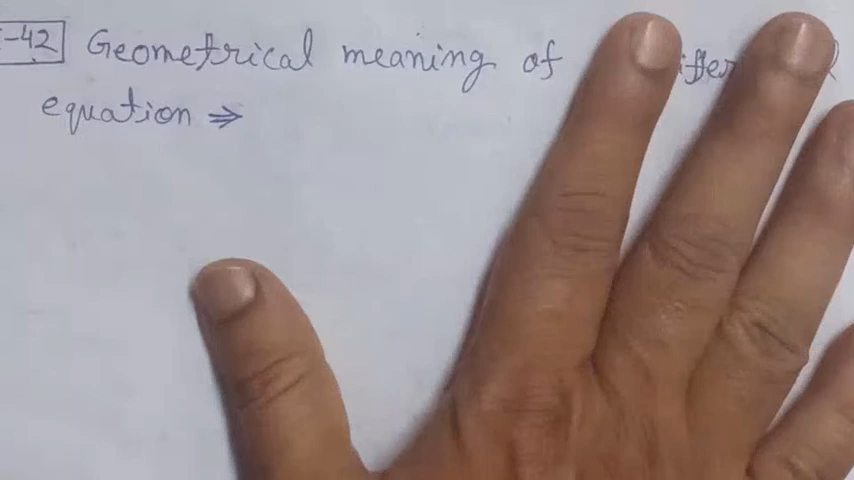 -42 Geometrical meaning of
equation ⇒